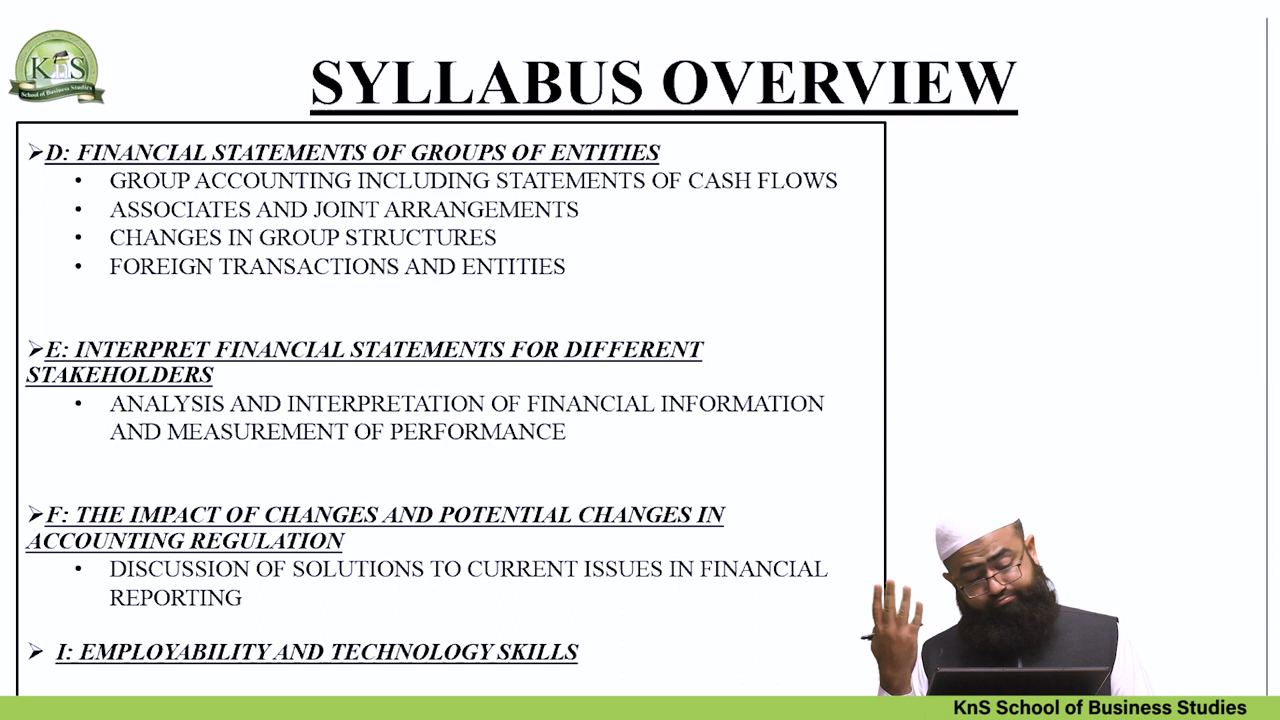 KnS
School of Business Studies
SYLLABUS OVERVIEW
➢D: FINANCIAL STATEMENTS OF GROUPS OF ENTITIES
• GROUP ACCOUNTING INCLUDING STATEMENTS OF CASH FLOWS
• ASSOCIATES AND JOINT ARRANGEMENTS
• CHANGES IN GROUP STRUCTURES
• FOREIGN TRANSACTIONS AND ENTITIES
➢E: INTERPRET FINANCIAL STATEMENTS FOR DIFFERENT
STAKEHOLDERS
• ANALYSIS AND INTERPRETATION OF FINANCIAL INFORMATION
AND MEASUREMENT OF PERFORMANCE
➢F: THE IMPACT OF CHANGES AND POTENTIAL CHANGES IN
ACCOUNTING REGULATION
• DISCUSSION OF SOLUTIONS TO CURRENT ISSUES IN FINANCIAL
REPORTING
➢ I: EMPLOYABILITY AND TECHNOLOGY SKILLS
KnS School of Business Studies